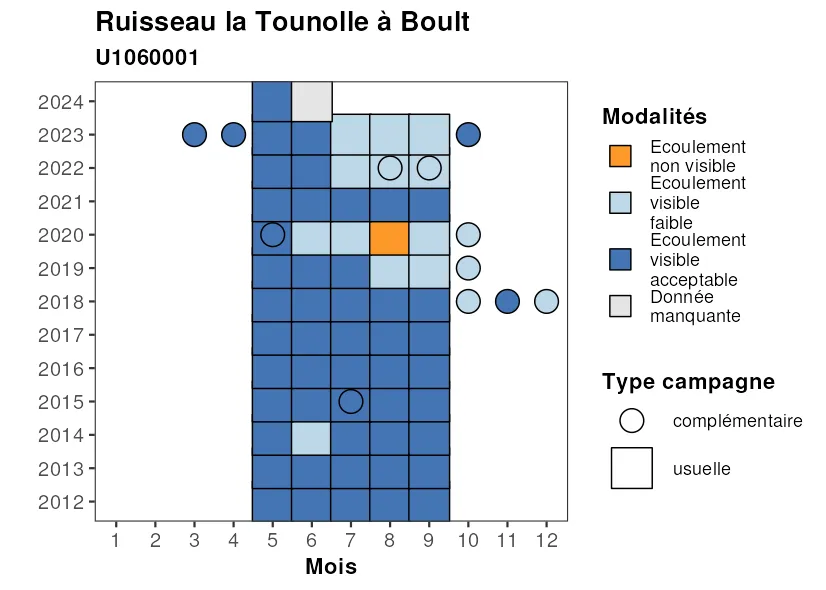 Ruisseau la Tounolle à Boult
U1060001
2024
2023
2022
2021
2020
2019
2018
2017
2016
2015
2014
2013
2012
1 2 3 4 5 6 7 8 9 10 11 12
Mois
Modalités
Ecoulement
non visible
Ecoulement
visible
faible
Ecoulement
visible
acceptable
Donnée
manquante
Type campagne
complémentaire
usuelle